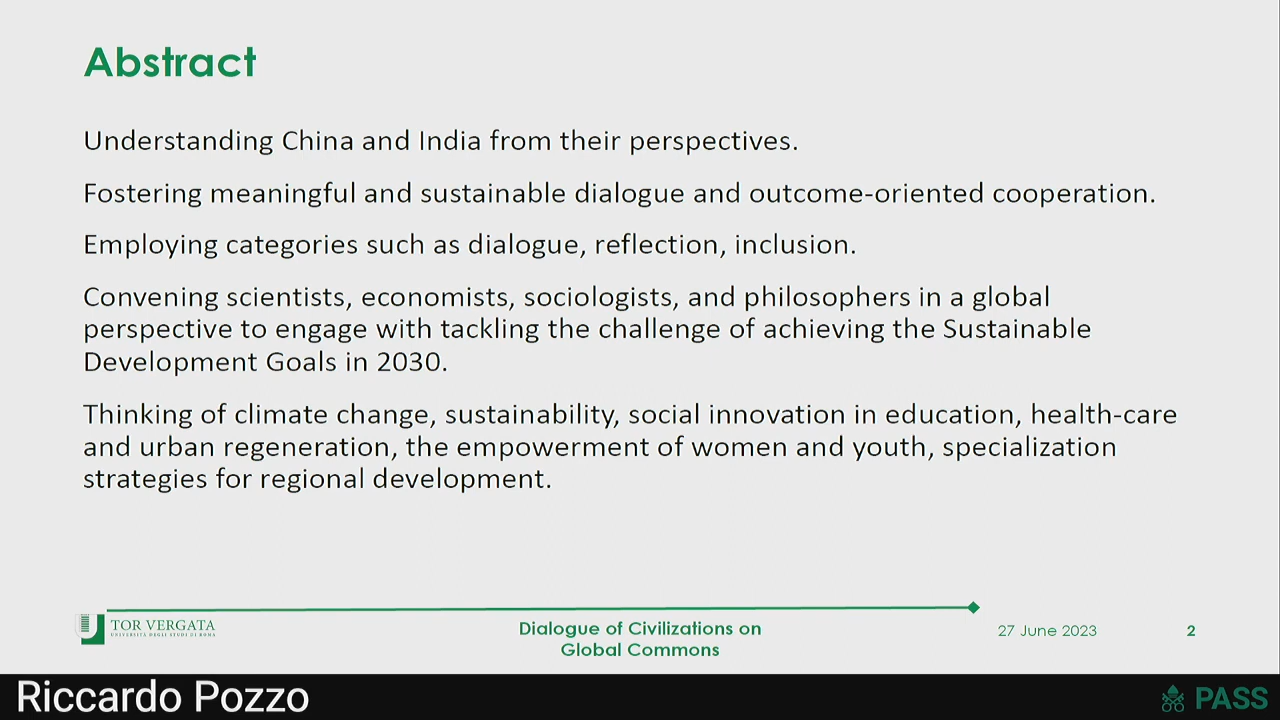 Abstract
Understanding China and India from their perspectives.
Fostering meaningful and sustainable dialogue and outcome-oriented cooperation.
Employing categories such as dialogue, reflection, inclusion.
Convening scientists, economists, sociologists, and philosophers in a global
perspective to engage with tackling the challenge of achieving the Sustainable
Development Goals in 2030.
Thinking of climate change, sustainability, social innovation in education, health-care
and urban regeneration, the empowerment of women and youth, specialization
strategies for regional development.
TOR VERGATA
UNIVERSITÀ DEGLI STUDI DI ROMA
Dialogue of Civilizations on
Global Commons
27 June 2023
2
Riccardo Pozzo
PASS